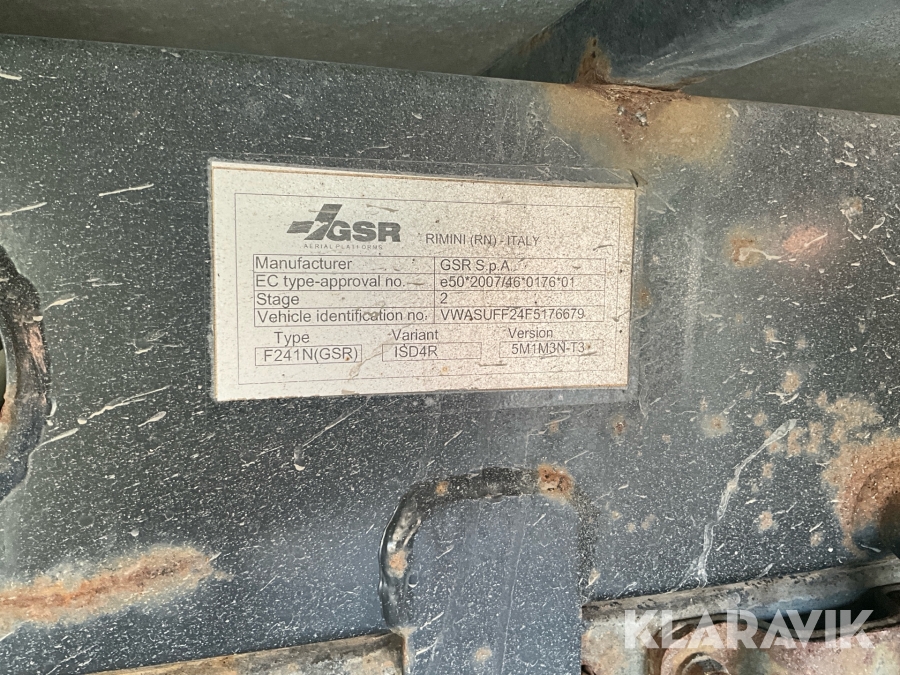 GSR
AERIAL PLATFORMS
RIMINI (RN) - ITALY
Manufacturer GSR S.p.A.
EC type-approval no. e50*2007/46*0176*01
Stage 2
Vehicle identification no. VWASUFF24F5176679
Type Variant Version
F241N(GSR) ISD4R 5M1M3N-T3
KLARAVIK